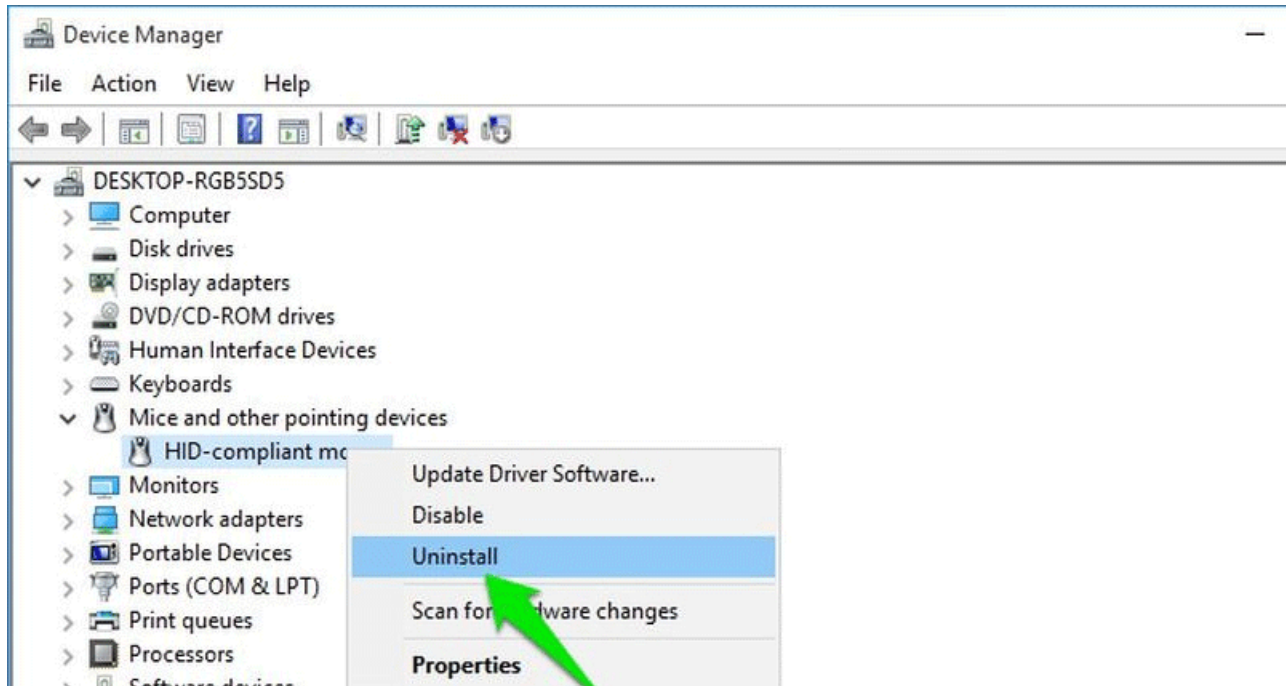 Device Manager
File Action View Help
DESKTOP-RGB5SD5
Computer
Disk drives
Display adapters
DVD/CD-ROM drives
Human Interface Devices
Keyboards
Mice and other pointing devices
HID-compliant
Update Driver Software...
Monitors
Disable
Network adapters
Uninstall
Portable Devices
Ports (COM & LPT)
Scan for changes
Print queues
Processors
Properties
Software devices